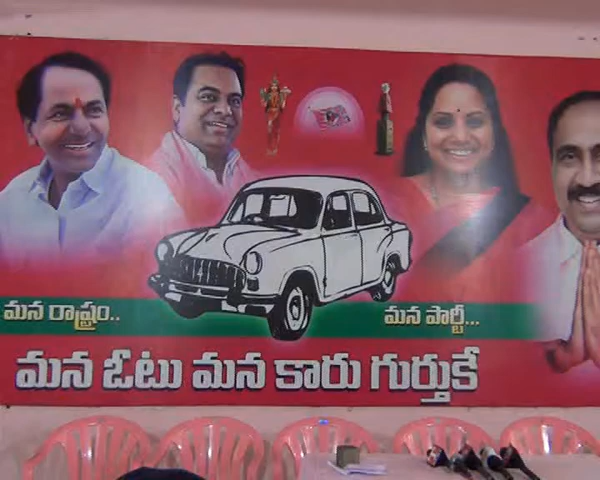 మన రాష్ట్రం..
మన పార్టీ...
మన ఓటు మన కారు గుర్తుకే